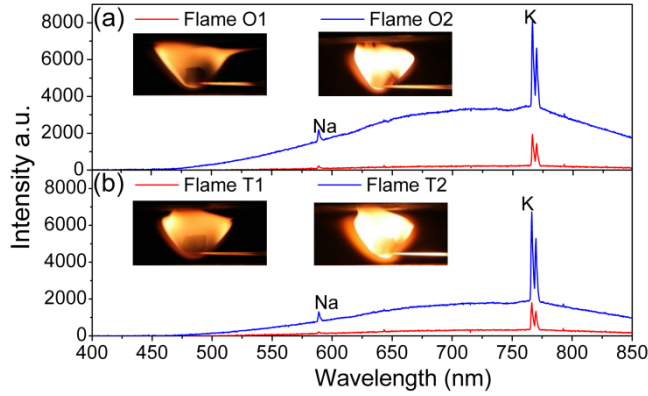 (a)
Flame O1
Flame O2
K
8000
6000
4000
2000
0
Na
(b)
Flame T1
Flame T2
K
6000
4000
2000
0
Na
Intensity a.u.
400 450 500 550 600 650 700 750 800 850
Wavelength (nm)